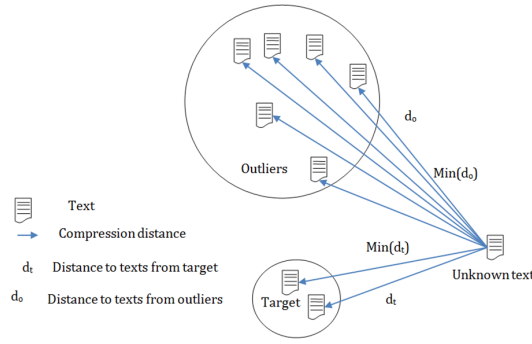 dₒ
Outliers
Min(dₒ)
Text
Compression distance
Min(dₜ)
Unknown text
dₜ Distance to texts from target
Target
dₒ Distance to texts from outliers
dₜ